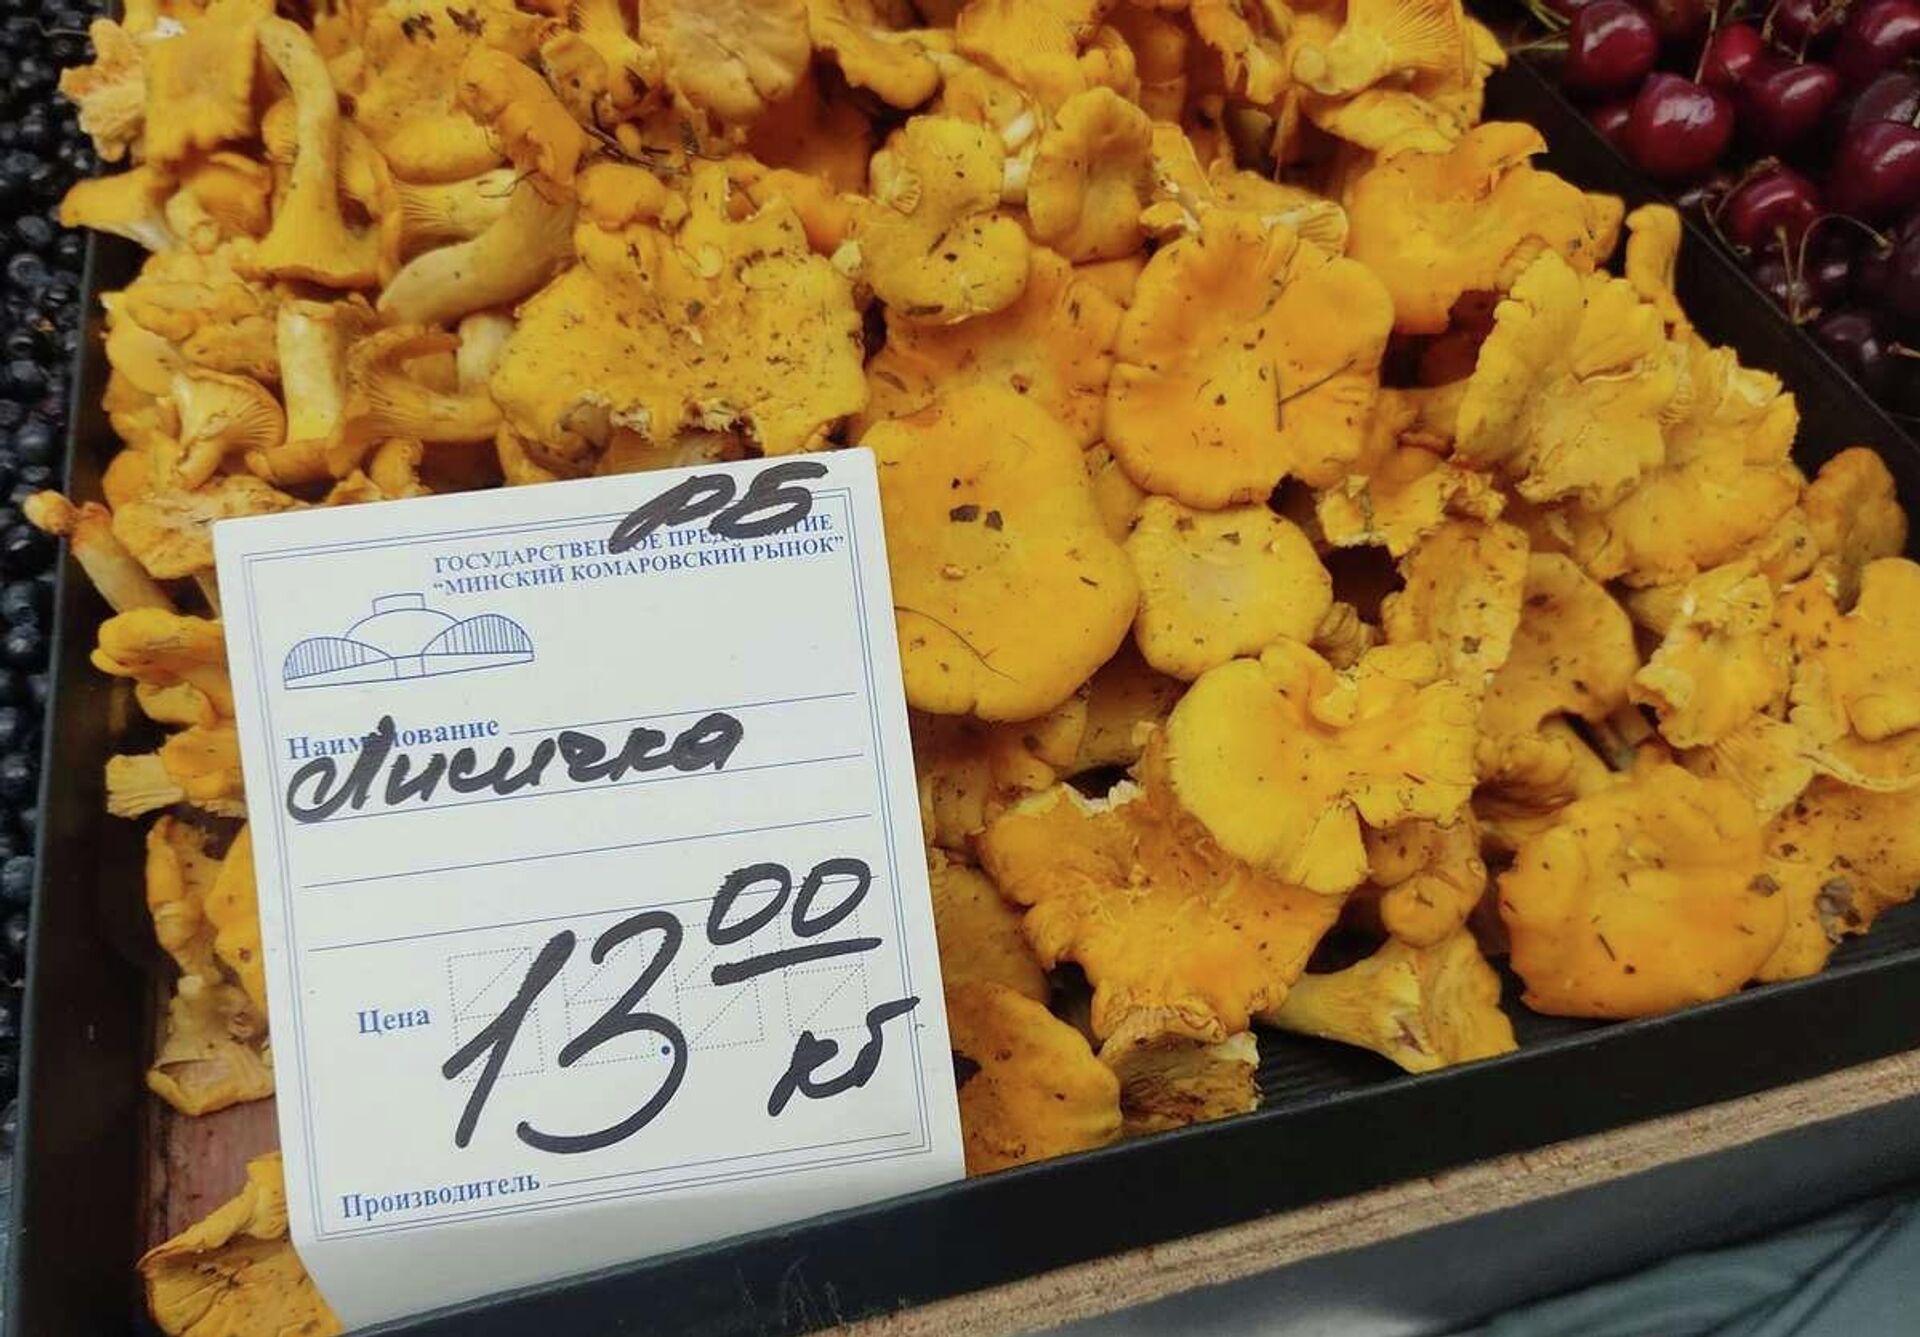 РБ
ГОСУДАРСТВЕННОЕ ПРЕДПРИЯТИЕ
“МИНСКИЙ КОМАРОВСКИЙ РЫНОК”
Наименование
Лисичка
13 00
Цена
кг
Производитель